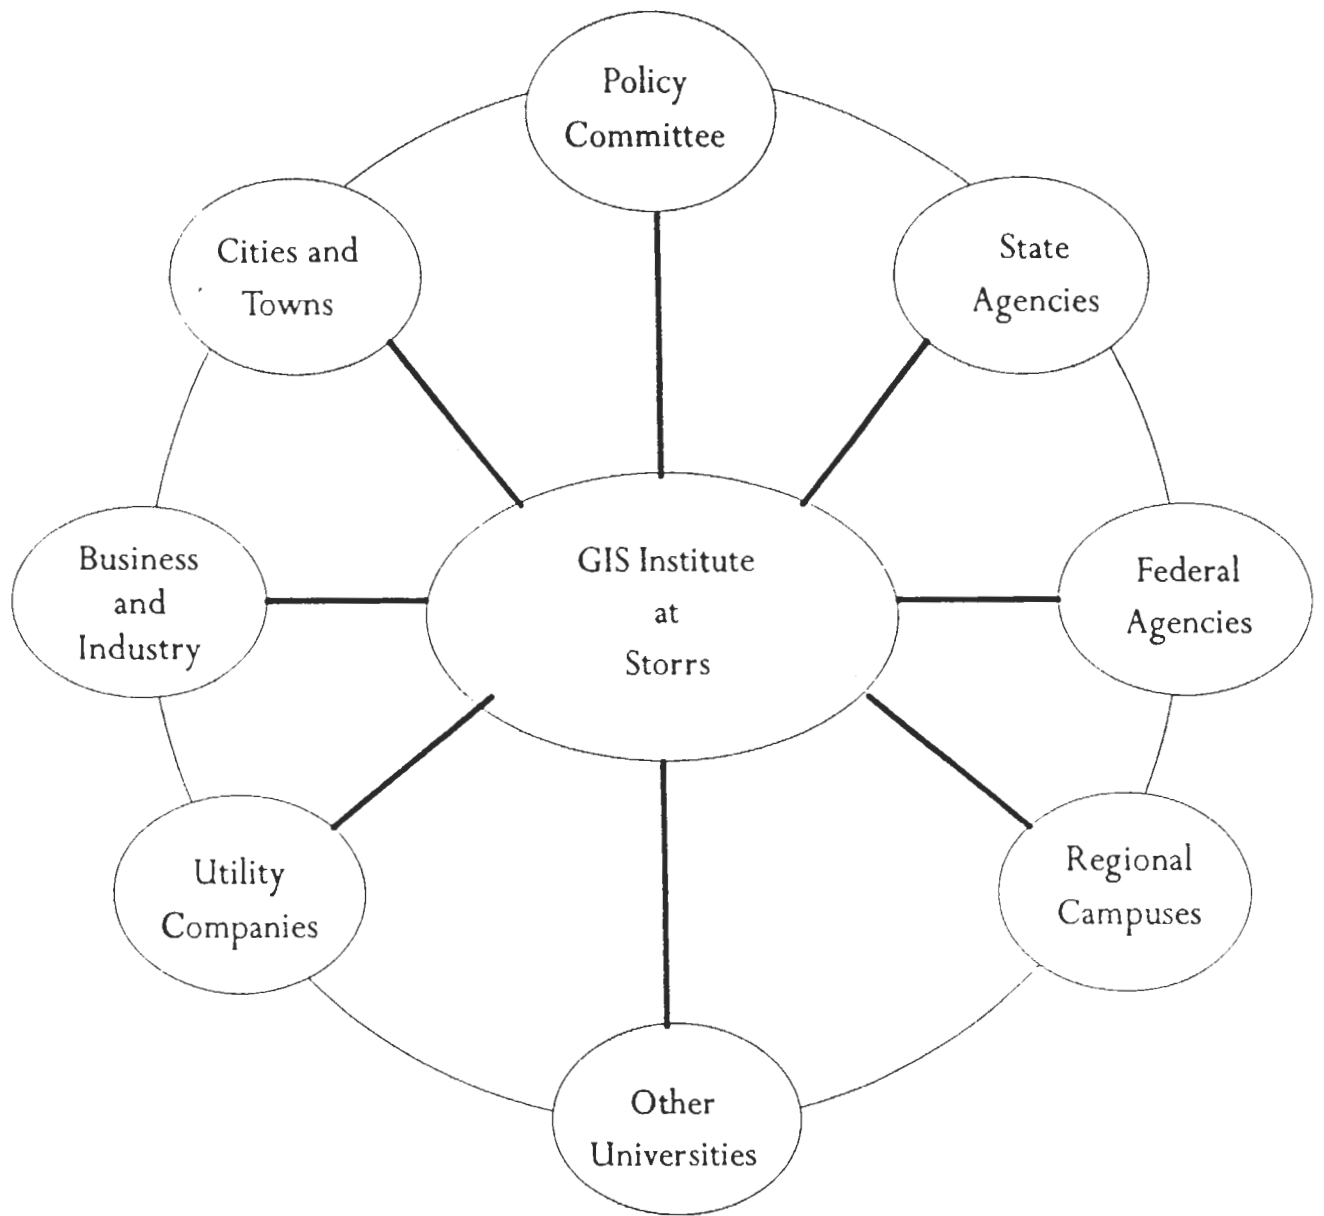 Policy
Committee
Cities and
Towns
State
Agencies
Business
and
Industry
GIS Institute
at
Storrs
Federal
Agencies
Utility
Companies
Regional
Campuses
Other
Universities